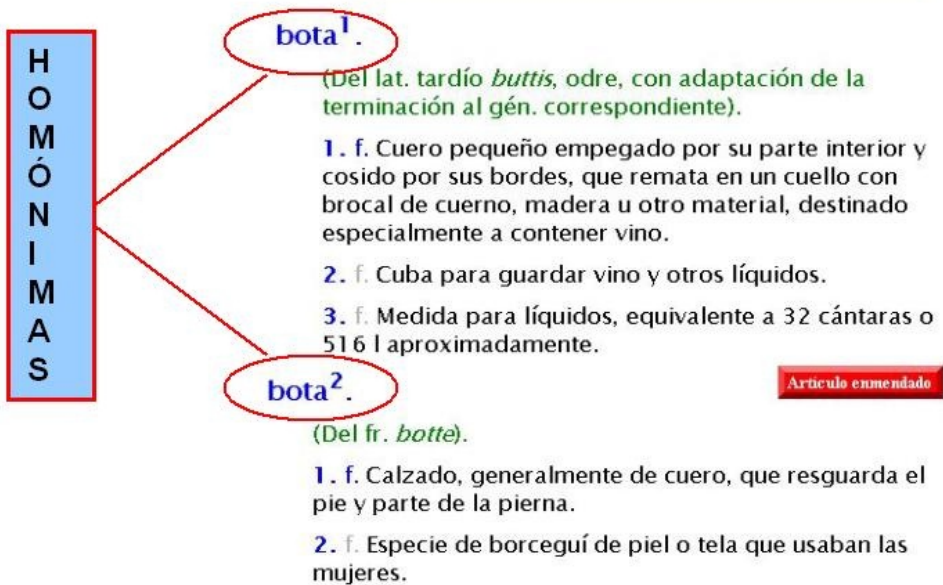 HOMÓNIMAS
bota¹.
(Del lat. tardío buttis, odre, con adaptación de la
terminación al gén. correspondiente).
1. f. Cuero pequeño empegado por su parte interior y
cosido por sus bordes, que remata en un cuello con
brocal de cuerno, madera u otro material, destinado
especialmente a contener vino.
2. f. Cuba para guardar vino y otros líquidos.
3. f. Medida para líquidos, equivalente a 32 cántaras o
516 l aproximadamente.
bota².
Artículo enmendado
(Del fr. botte).
1. f. Calzado, generalmente de cuero, que resguarda el
pie y parte de la pierna.
2. f. Especie de borceguí de piel o tela que usaban las
mujeres.